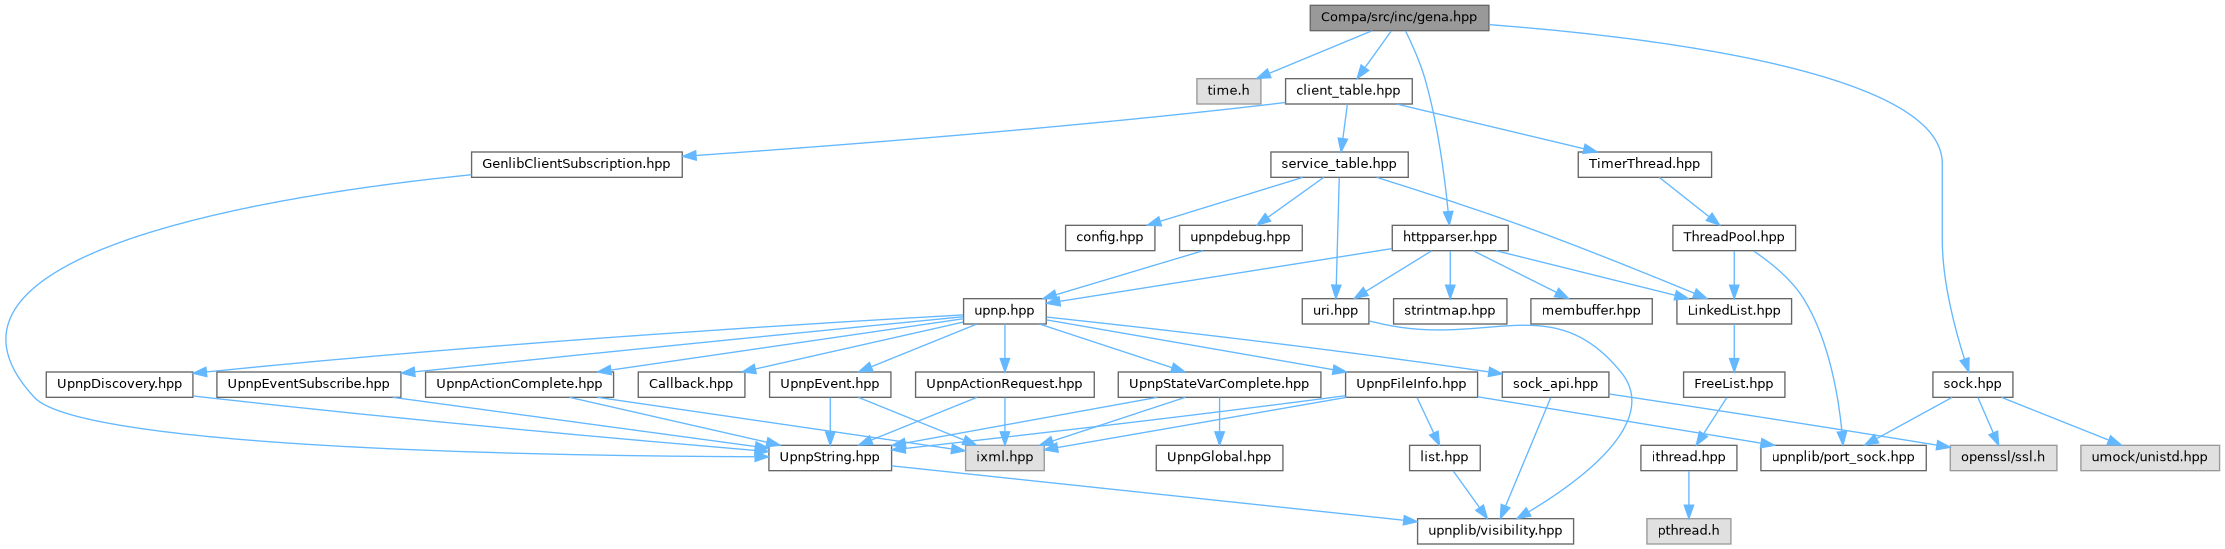 Compa/src/inc/gena.hpp
time.h
client_table.hpp
GenlibClientSubscription.hpp
service_table.hpp
TimerThread.hpp
config.hpp
upnpdebug.hpp
httpparser.hpp
ThreadPool.hpp
upnp.hpp
uri.hpp
strintmap.hpp
membuffer.hpp
LinkedList.hpp
UpnpDiscovery.hpp
UpnpEventSubscribe.hpp
UpnpActionComplete.hpp
Callback.hpp
UpnpEvent.hpp
UpnpActionRequest.hpp
UpnpStateVarComplete.hpp
UpnpFileInfo.hpp
sock_api.hpp
FreeList.hpp
sock.hpp
UpnpString.hpp
ixml.hpp
UpnpGlobal.hpp
list.hpp
ithread.hpp
upnplib/port_sock.hpp
openssl/ssl.h
umock/unistd.hpp
upnplib/visibility.hpp
pthread.h